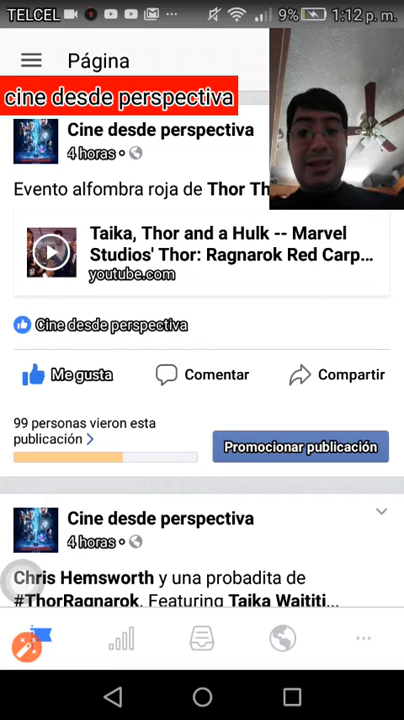 TELCEL 9% 1:12 p. m.
Página
cine desde perspectiva
Cine desde perspectiva
4 horas •
Evento alfombra roja de Thor Th
Taika, Thor and a Hulk -- Marvel
Studios' Thor: Ragnarok Red Carp...
youtube.com
Cine desde perspectiva
Me gusta Comentar Compartir
99 personas vieron esta
publicación
Promocionar publicación
Cine desde perspectiva
4 horas •
Chris Hemsworth y una probadita de
#ThorRagnarok. Featuring Taika Waititi...